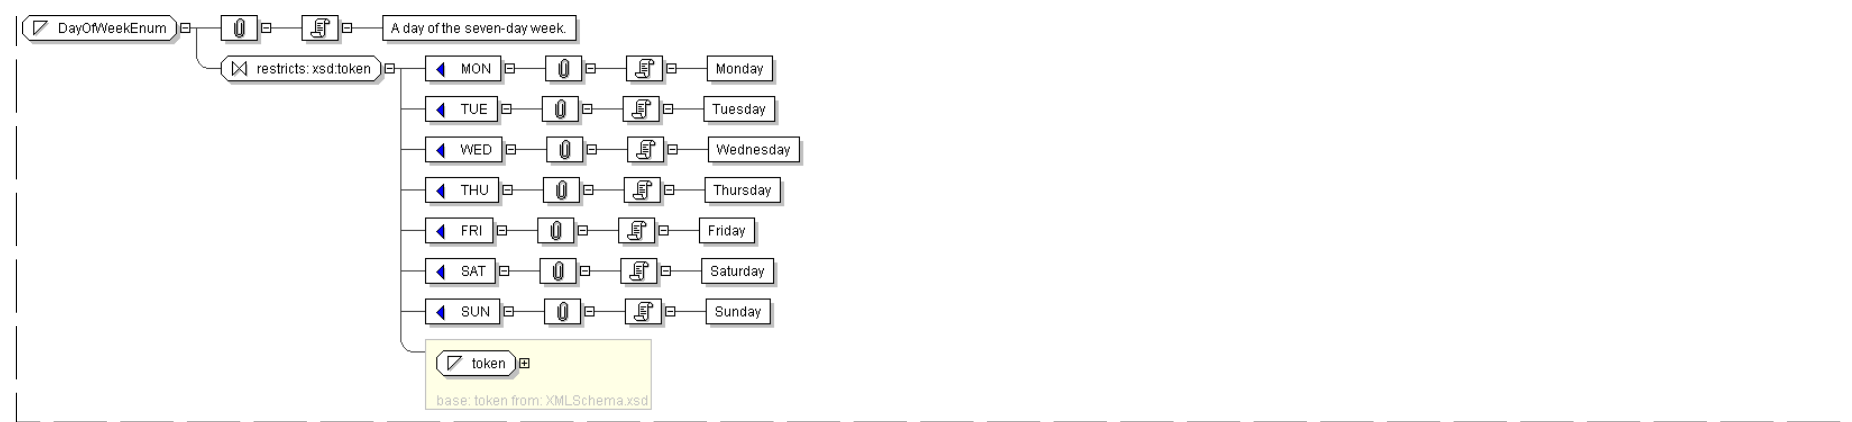 DayOfWeekEnum A day of the seven-day week.
restricts: xsd:token MON Monday
TUE Tuesday
WED Wednesday
THU Thursday
FRI Friday
SAT Saturday
SUN Sunday
token
base: token from: XMLSchema.xsd